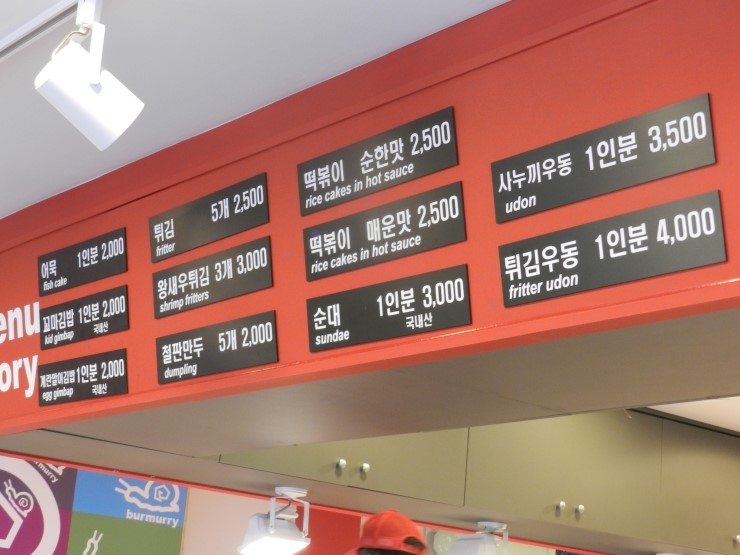 enu
ory
어묵 1인분 2,000
fish cake
꼬마김밥 1인분 2,000
kid gimbap 국내산
계란말이김밥 1인분 2,000
egg gimbap 국내산
튀김 5개 2,500
fritter
왕새우튀김 3개 3,000
shrimp fritters
철판만두 5개 2,000
dumpling
떡볶이 순한맛 2,500
rice cakes in hot sauce
떡볶이 매운맛 2,500
rice cakes in hot sauce
순대 1인분 3,000
sundae 국내산
사누끼우동 1인분 3,500
udon
튀김우동 1인분 4,000
fritter udon
murry
burmurry